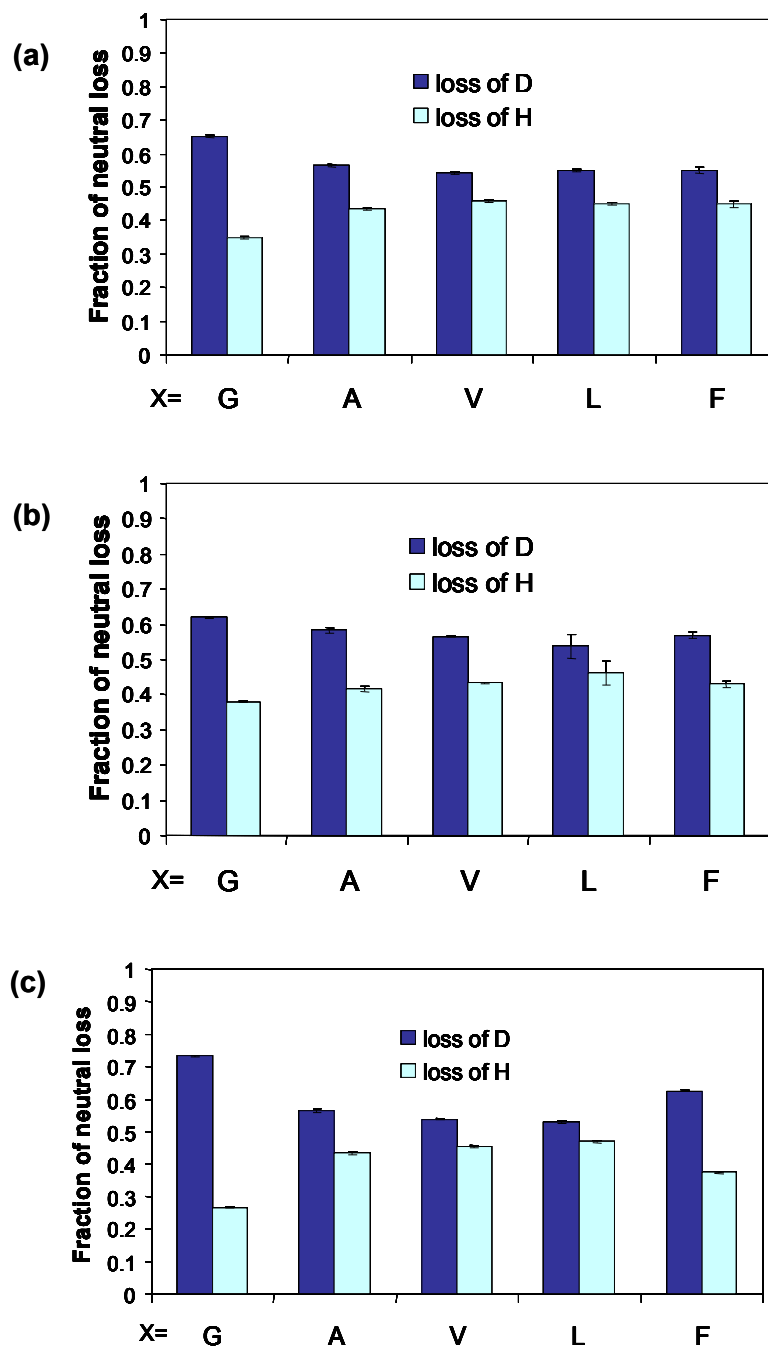 (a)
Fraction of neutral loss
1
0.9
0.8
0.7
0.6
0.5
0.4
0.3
0.2
0.1
0
loss of D
loss of H
X= G A V L F
(b)
Fraction of neutral loss
1
0.9
0.8
0.7
0.6
0.5
0.4
0.3
0.2
0.1
0
loss of D
loss of H
X= G A V L F
(c)
Fraction of neutral loss
1
0.9
0.8
0.7
0.6
0.5
0.4
0.3
0.2
0.1
0
loss of D
loss of H
X= G A V L F